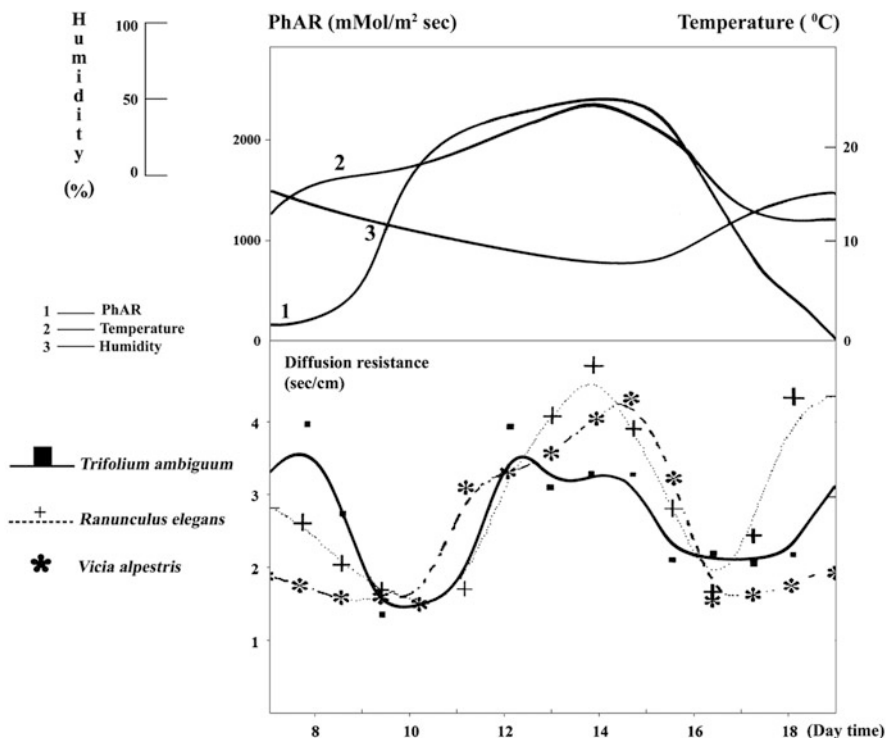 Humidity
(%)
100
50
0
PhAR (mMol/m² sec)
Temperature ( ⁰C)
2000
1000
0
20
10
0
2
3
1
1 PhAR
2 Temperature
3 Humidity
Diffusion resistance
(sec/cm)
4
3
2
1
Trifolium ambiguum
Ranunculus elegans
Vicia alpestris
8 10 12 14 16 18 (Day time)